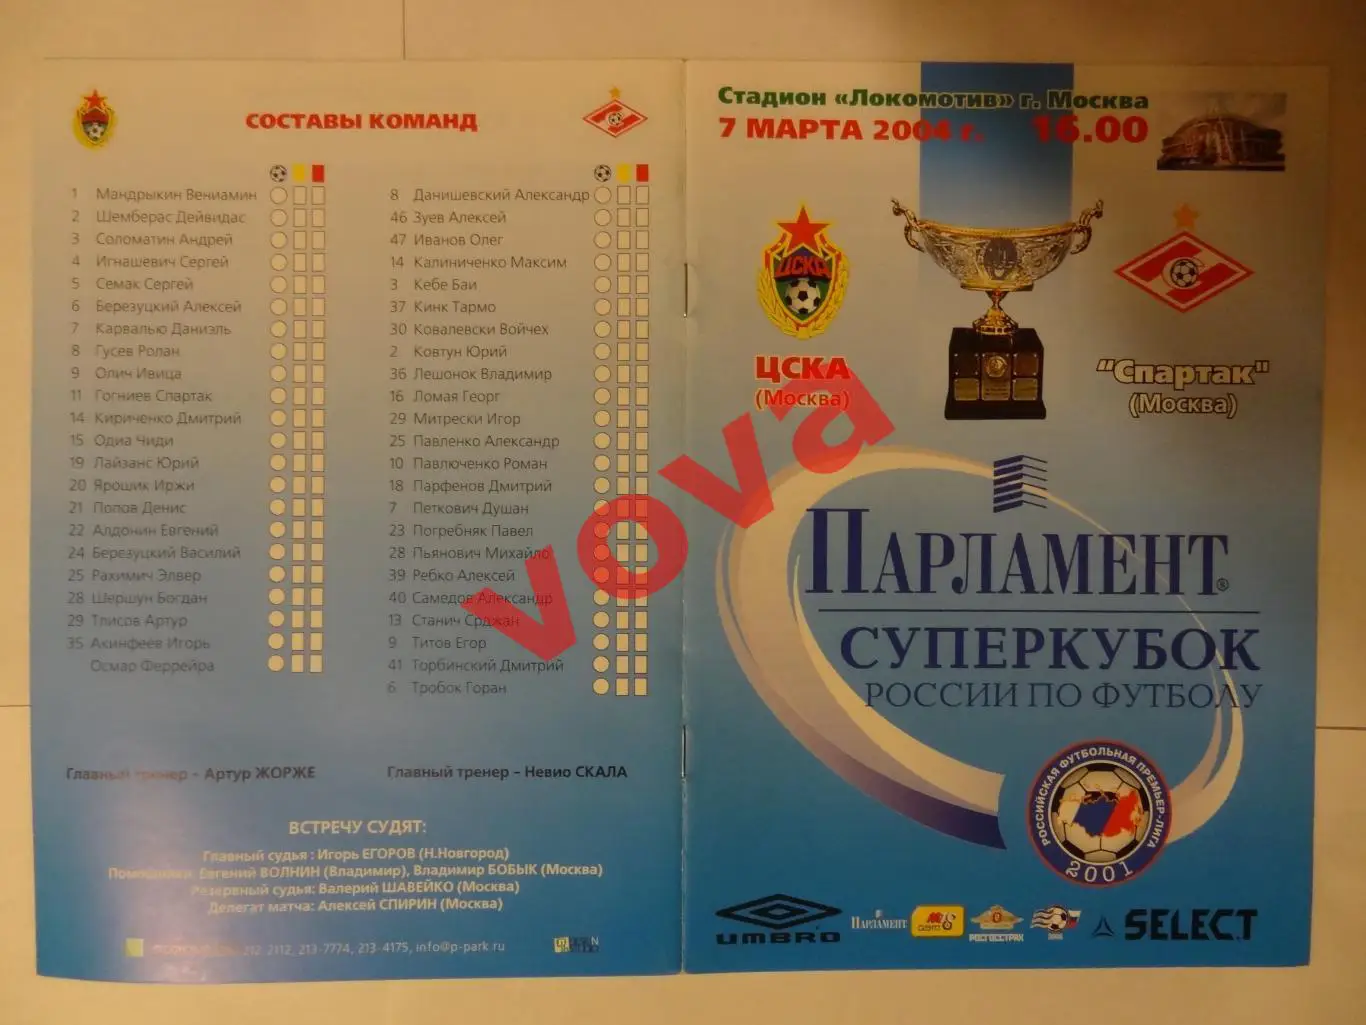 СОСТАВЫ КОМАНД
1 Мандрыкин Вениамин
2 Шемберас Дейвидас
3 Соломатин Андрей
4 Игнашевич Сергей
5 Семак Сергей
6 Березуцкий Алексей
7 Карвалью Даниэль
8 Гусев Ролан
9 Олич Ивица
11 Гогниев Спартак
14 Кириченко Дмитрий
15 Одиа Чиди
19 Лайзанс Юрий
20 Ярошик Иржи
21 Попов Денис
22 Алдонин Евгений
24 Березуцкий Василий
25 Рахимич Элвер
28 Шершун Богдан
29 Тлисов Артур
35 Акинфеев Игорь
Осмар Феррейра
Главный тренер – Артур ЖОРЖЕ
8 Данишевский Александр
46 Зуев Алексей
47 Иванов Олег
14 Калиниченко Максим
3 Кебе Баи
37 Кинк Тармо
30 Ковалевски Войчех
2 Ковтун Юрий
36 Лешонок Владимир
16 Ломая Георг
29 Митрески Игор
25 Павленко Александр
10 Павлюченко Роман
18 Парфенов Дмитрий
7 Петкович Душан
23 Погребняк Павел
28 Пьянович Михайло
39 Ребко Алексей
40 Самедов Александр
13 Станич Срджан
9 Титов Егор
41 Торбинский Дмитрий
6 Тробок Горан
Главный тренер – Невио СКАЛА
ВСТРЕЧУ СУДЯТ:
Главный судья : Игорь ЕГОРОВ (Н.Новгород)
Помощники: Евгений ВОЛНИН (Владимир), Владимир БОБЫК (Москва)
Резервный судья: Валерий ШАВЕЙКО (Москва)
Делегат матча: Алексей СПИРИН (Москва)
212-2112, 213-7774, 213-4175, info@p-park.ru
Стадион «Локомотив» г. Москва
7 МАРТА 2004 г. 16.00
ЦСКА
ЦСКА
(Москва)
"Спартак"
(Москва)
ПАРЛАМЕНТ®
СУПЕРКУБОК
РОССИИ ПО ФУТБОЛУ
РОССИЙСКАЯ ФУТБОЛЬНАЯ ПРЕМЬЕР-ЛИГА
2001
UMBRO
ПАРЛАМЕНТ
РОСГОССТРАХ
SELECT
vova